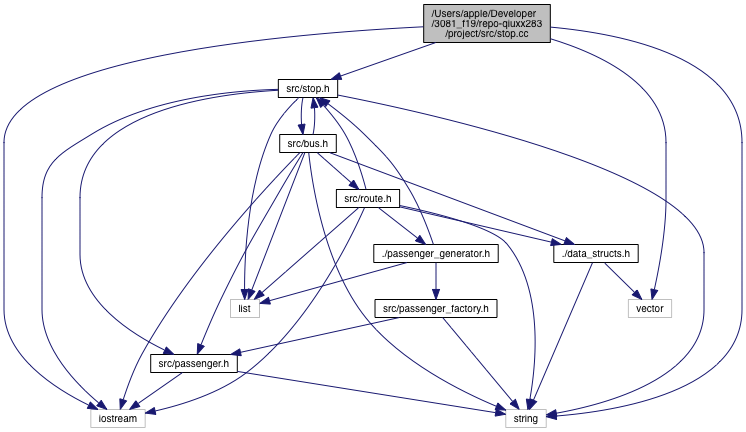 /Users/apple/Developer
/3081_f19/repo-qiuxx283
/project/src/stop.cc
src/stop.h
src/bus.h
src/route.h
./passenger_generator.h
./data_structs.h
list
src/passenger_factory.h
vector
src/passenger.h
iostream
string